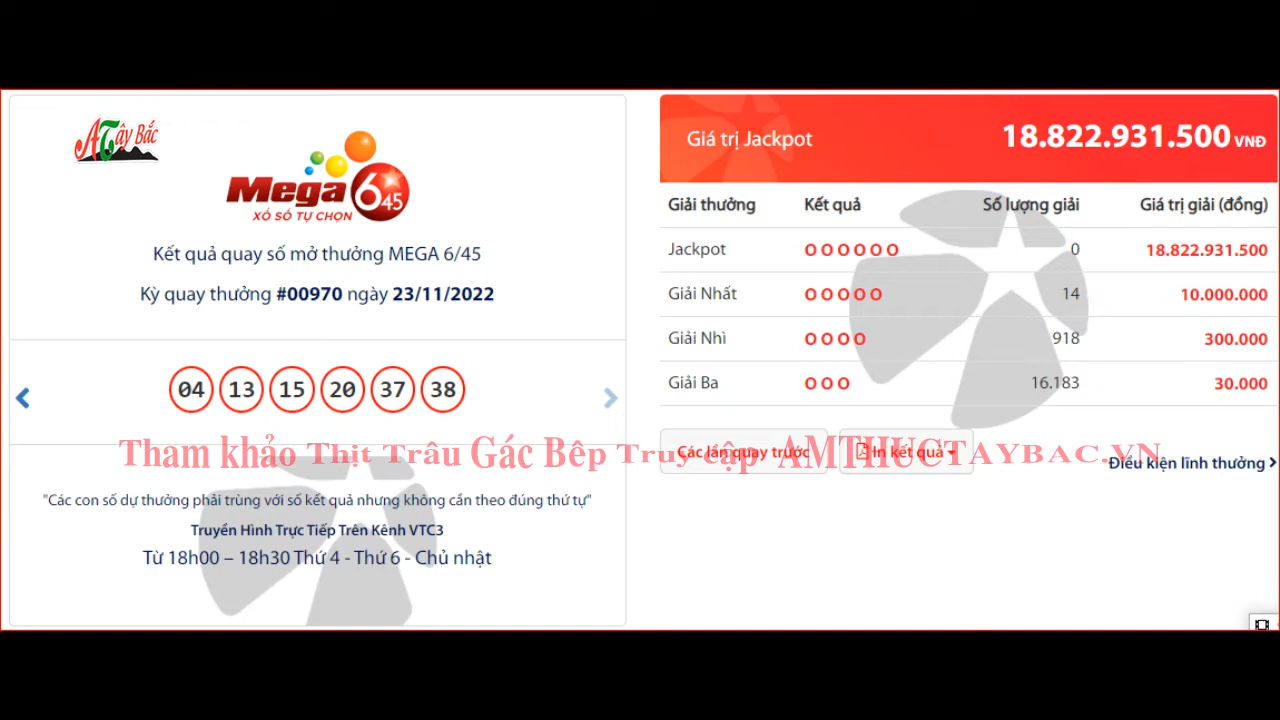 ATây Bắc
Mega 6/45
XỔ SỐ TỰ CHỌN
Kết quả quay số mở thưởng MEGA 6/45
Kỳ quay thưởng #00970 ngày 23/11/2022
04 13 15 20 37 38
"Các con số dự thưởng phải trùng với số kết quả nhưng không cần theo đúng thứ tự"
Truyền Hình Trực Tiếp Trên Kênh VTC3
Từ 18h00 – 18h30 Thứ 4 - Thứ 6 - Chủ nhật
Giá trị Jackpot 18.822.931.500 VNĐ
Giải thưởng Kết quả Số lượng giải Giá trị giải (đồng)
Jackpot O O O O O O 0 18.822.931.500
Giải Nhất O O O O O 14 10.000.000
Giải Nhì O O O O 918 300.000
Giải Ba O O O 16.183 30.000
Tham khảo Thịt Trâu Gác Bếp Truy cập AMTHUCTAYBAC.VN
Các lần quay trước In kết quả
Điều kiện lĩnh thưởng